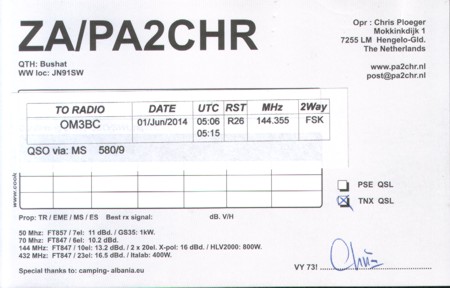 ZA/PA2CHR
Opr : Chris Ploeger
Mokkinkdijk 1
7255 LM Hengelo-Gld.
The Netherlands
QTH: Bushat
WW loc: JN91SW
www.pa2chr.nl
post@pa2chr.nl
TO RADIO DATE UTC RST MHz 2Way
OM3BC 01/Jun/2014 05:06 R26 144.355 FSK
05:15
QSO via: MS 580/9
PSE QSL
TNX QSL
Prop: TR / EME / MS / ES Best rx signal: dB. V/H
50 Mhz: FT857 / 7el: 11 dBd. / GS35: 1kW.
70 Mhz: FT847 / 6el: 10.2 dBd.
144 MHz: FT847 / 10el: 13.2 dBd. / 2 x 20el. X-pol: 16 dBd. / HLV2000: 800W.
432 MHz: FT847 / 23el: 16.5 dBd. / Italab: 400W.
Special thanks to: camping- albania.eu
VY 73!